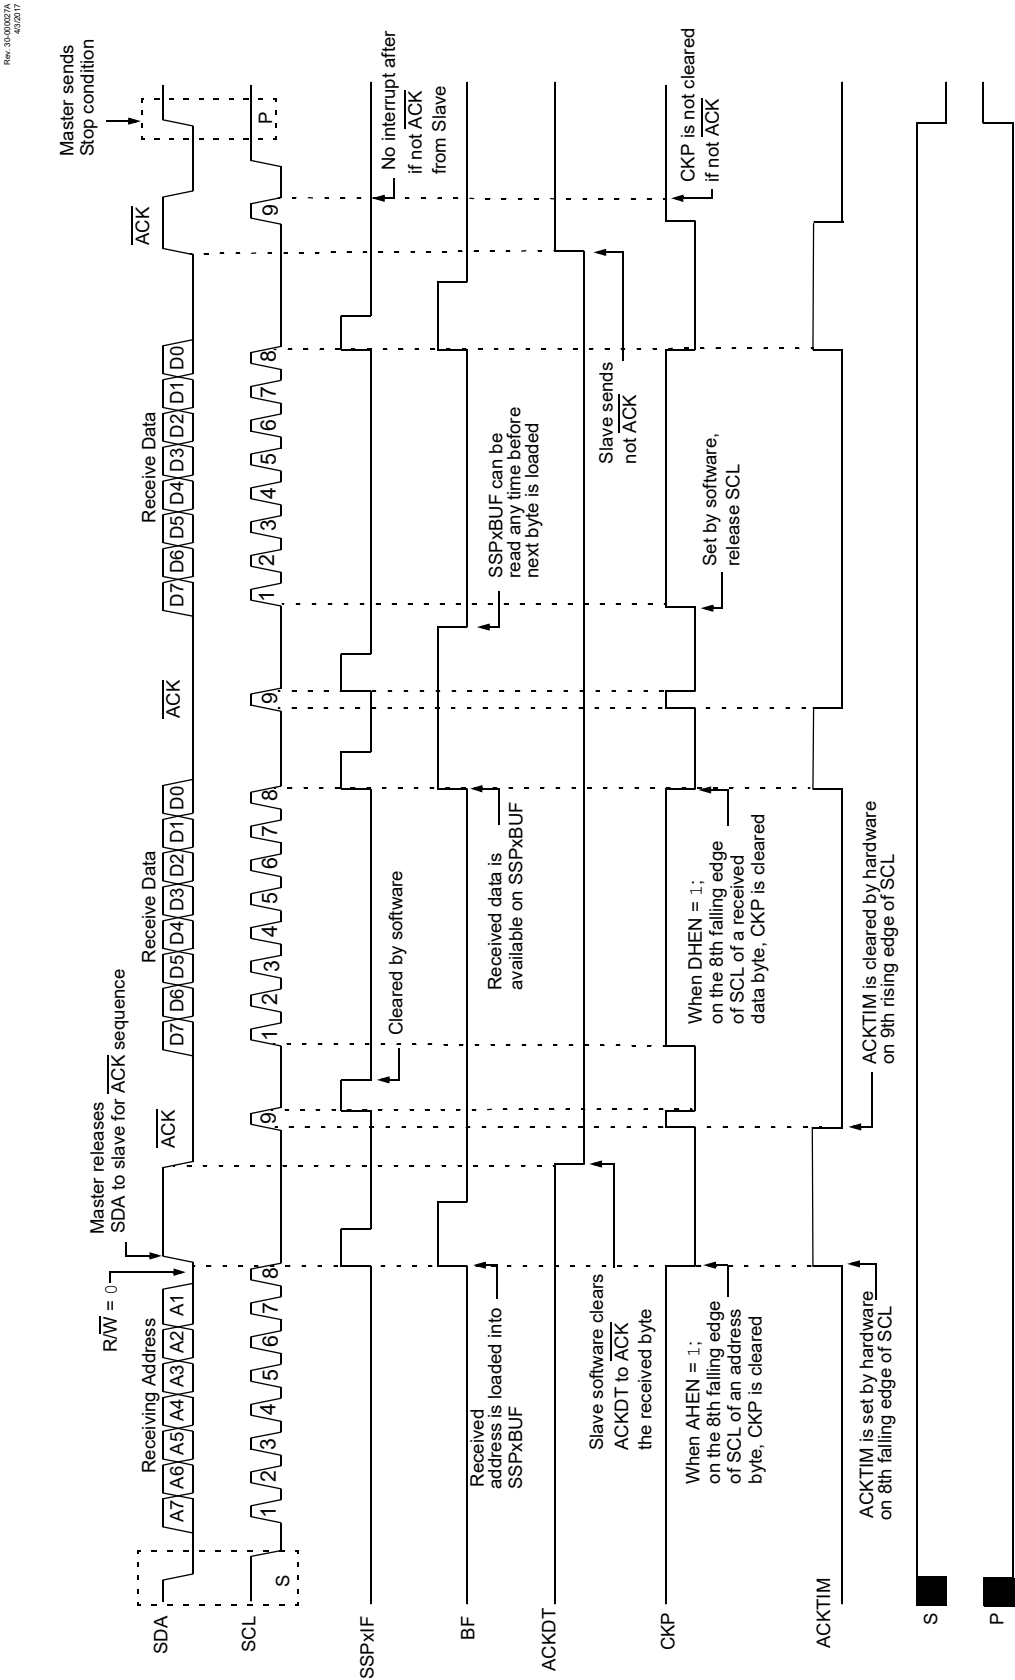 Rev. 30-000027A
4/3/2017
Master releases
SDA to slave for ACK sequence
Master sends
Stop condition
R/W = 0
Receiving Address
ACK
Receive Data
ACK
Receive Data
ACK
SDA
A7 A6 A5 A4 A3 A2 A1
D7 D6 D5 D4 D3 D2 D1 D0
D7 D6 D5 D4 D3 D2 D1 D0
SCL
S
1 2 3 4 5 6 7 8 9
1 2 3 4 5 6 7 8 9
1 2 3 4 5 6 7 8 9
P
SSPxIF
Cleared by software
No interrupt after
if not ACK
from Slave
BF
Received
address is loaded into
SSPxBUF
Received data is
available on SSPxBUF
SSPxBUF can be
read any time before
next byte is loaded
ACKDT
Slave software clears
ACKDT to ACK
the received byte
Slave sends
not ACK
CKP
When AHEN = 1;
on the 8th falling edge
of SCL of an address
byte, CKP is cleared
When DHEN = 1;
on the 8th falling edge
of SCL of a received
data byte, CKP is cleared
Set by software,
release SCL
CKP is not cleared
if not ACK
ACKTIM
ACKTIM is set by hardware
on 8th falling edge of SCL
ACKTIM is cleared by hardware
on 9th rising edge of SCL
S
P